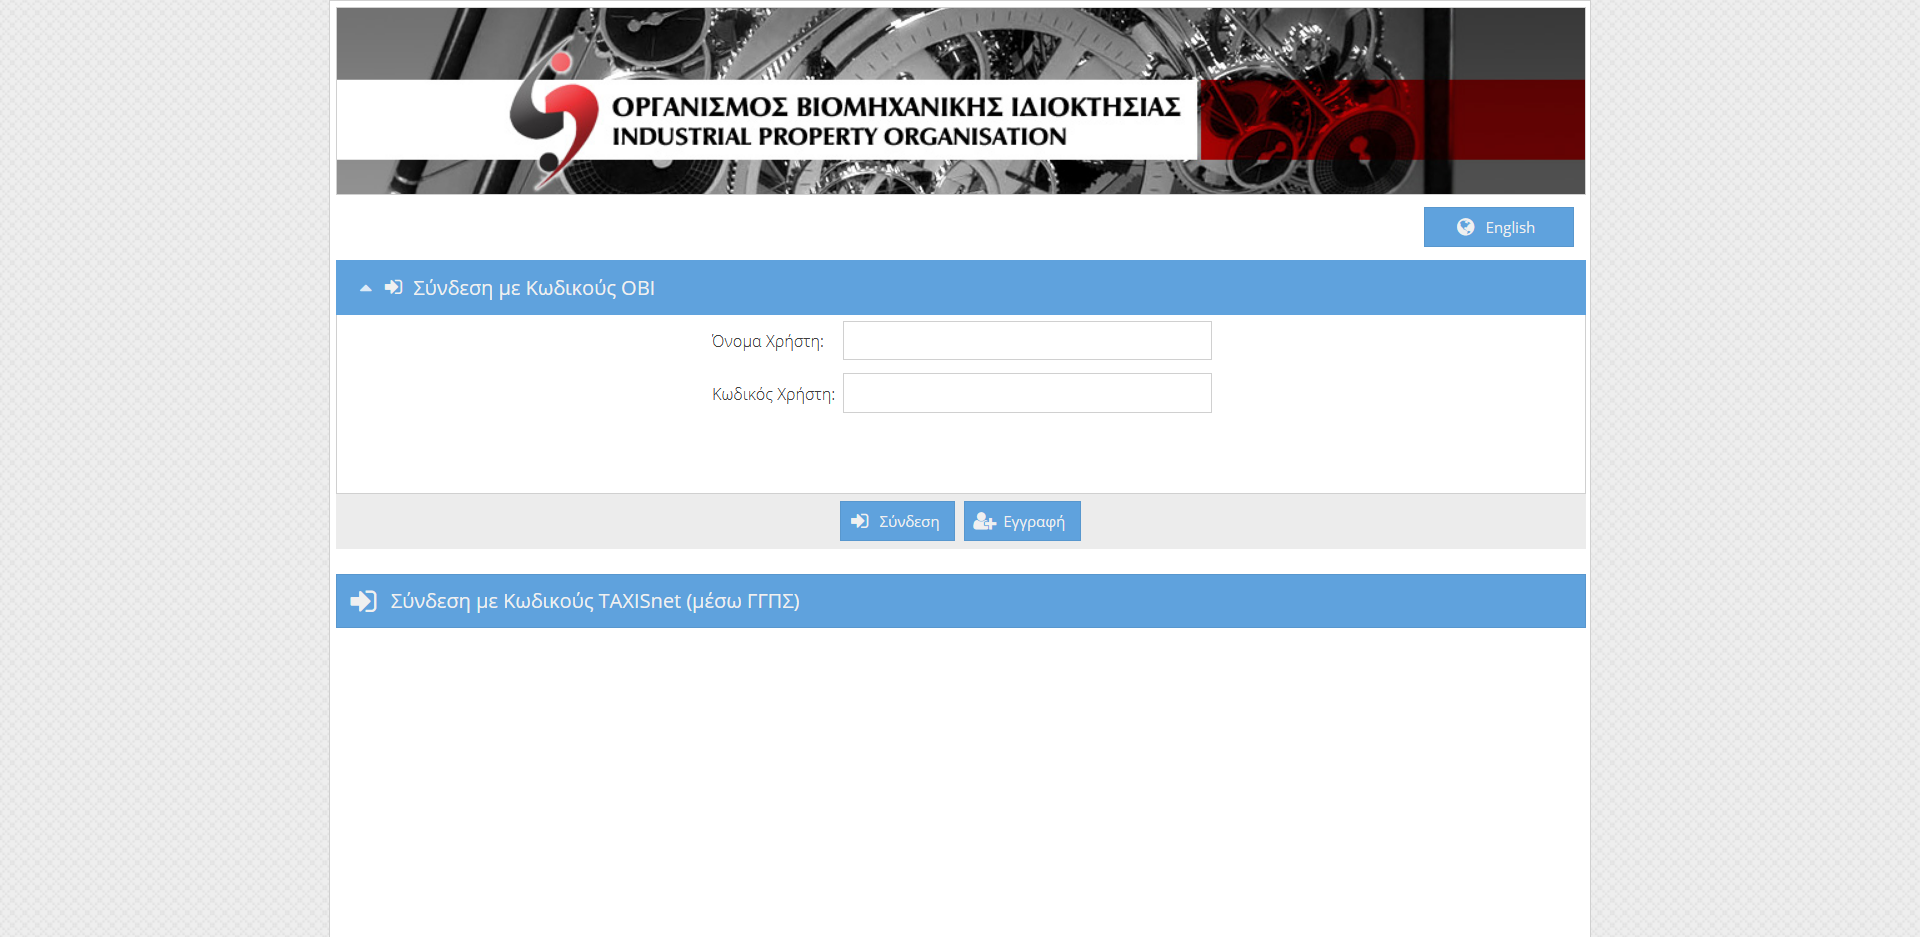 ΟΡΓΑΝΙΣΜΟΣ ΒΙΟΜΗΧΑΝΙΚΗΣ ΙΔΙΟΚΤΗΣΙΑΣ
INDUSTRIAL PROPERTY ORGANISATION
English
Σύνδεση με Κωδικούς ΟΒΙ
Όνομα Χρήστη:
Κωδικός Χρήστη:
Σύνδεση
Εγγραφή
Σύνδεση με Κωδικούς TAXISnet (μέσω ΓΓΠΣ)